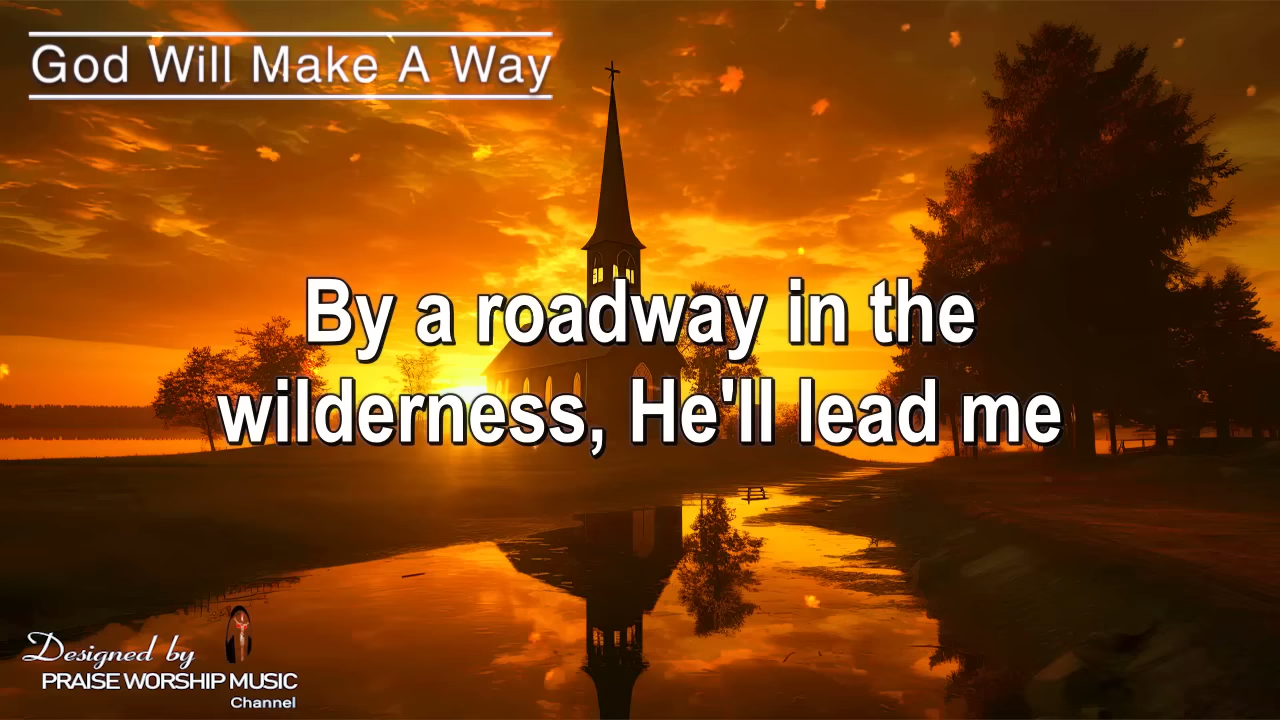 God Will Make A Way
By a roadway in the
wilderness, He'll lead me
Designed by
PRAISE WORSHIP MUSIC
Channel